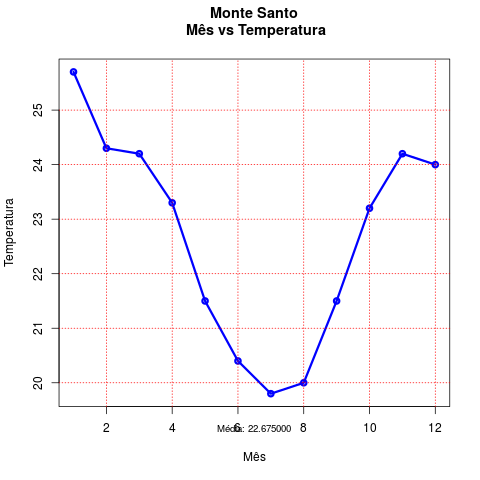 Monte Santo
Mês vs Temperatura
Temperatura
25
24
23
22
21
20
2 4 6 8 10 12
Média: 22.675000
Mês